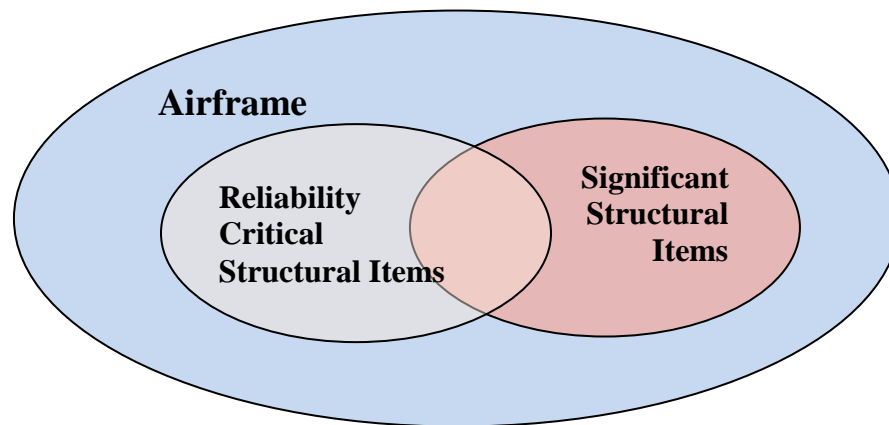 Airframe
Reliability
Critical
Structural Items
Significant
Structural
Items